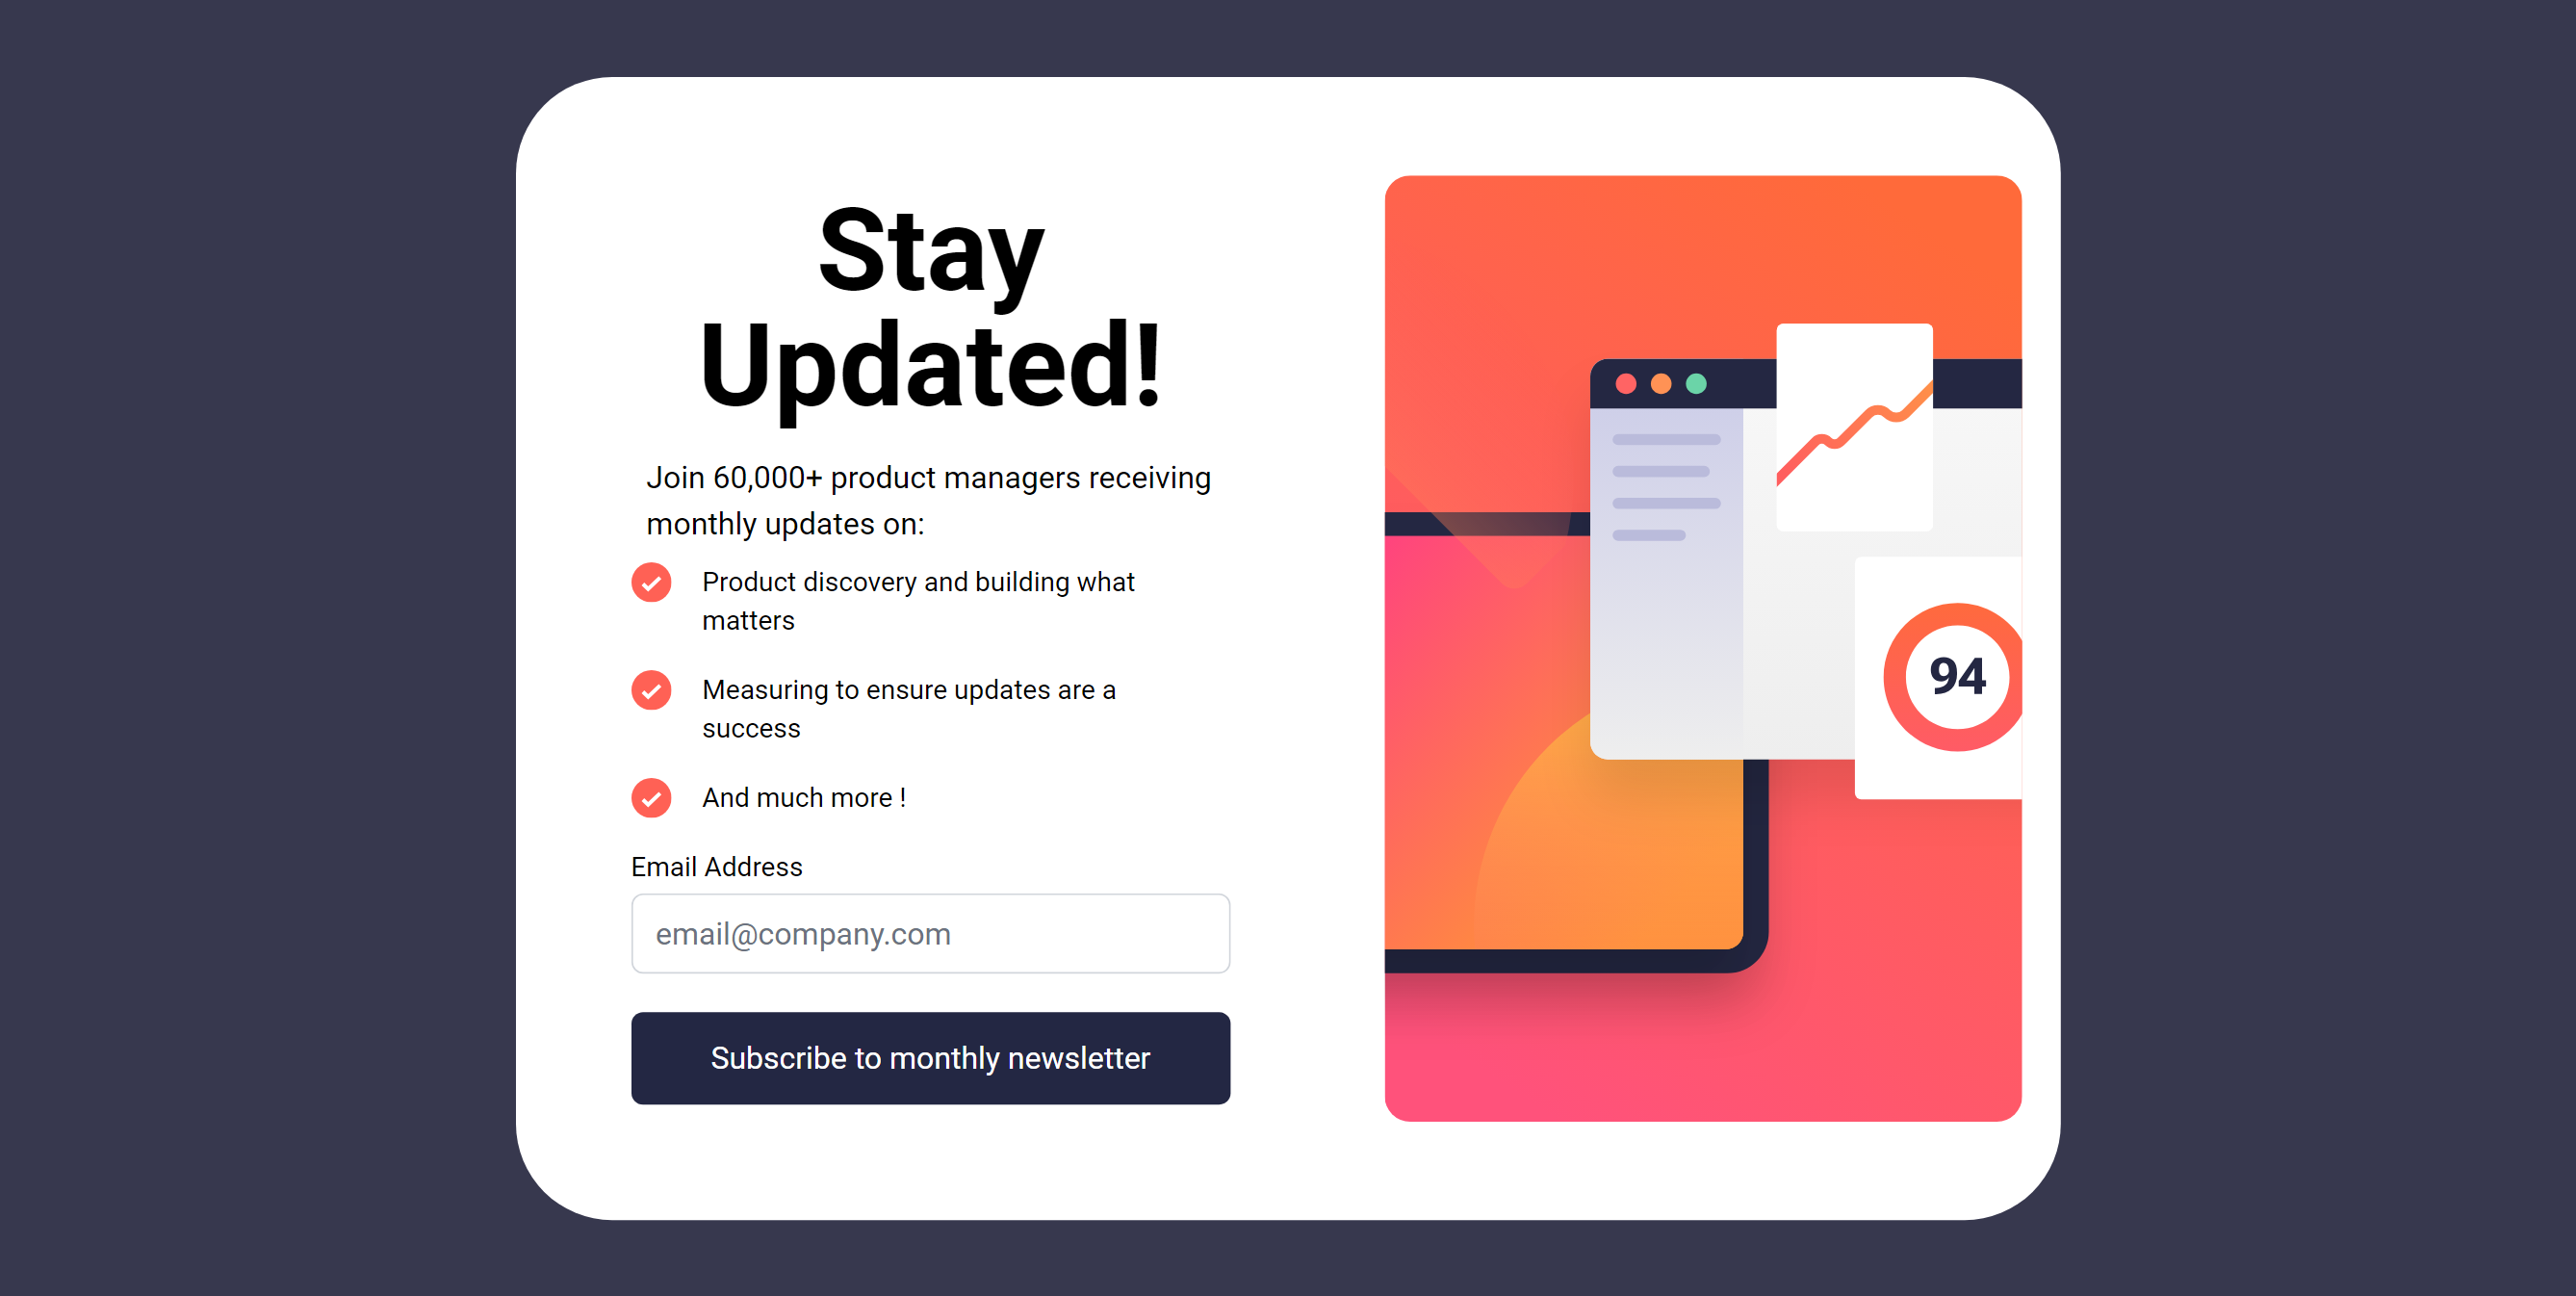 Stay
Updated!
Join 60,000+ product managers receiving
monthly updates on:
Product discovery and building what
matters
Measuring to ensure updates are a
success
And much more !
Email Address
email@company.com
Subscribe to monthly newsletter
94